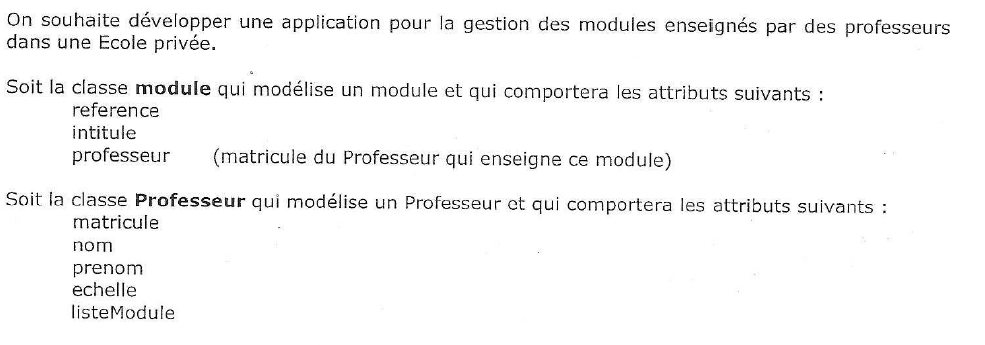 On souhaite développer une application pour la gestion des modules enseignés par des professeurs
dans une Ecole privée.
Soit la classe module qui modélise un module et qui comportera les attributs suivants :
reference
intitule
professeur (matricule du Professeur qui enseigne ce module)
Soit la classe Professeur qui modélise un Professeur et qui comportera les attributs suivants :
matricule
nom
prenom
echelle
listeModule